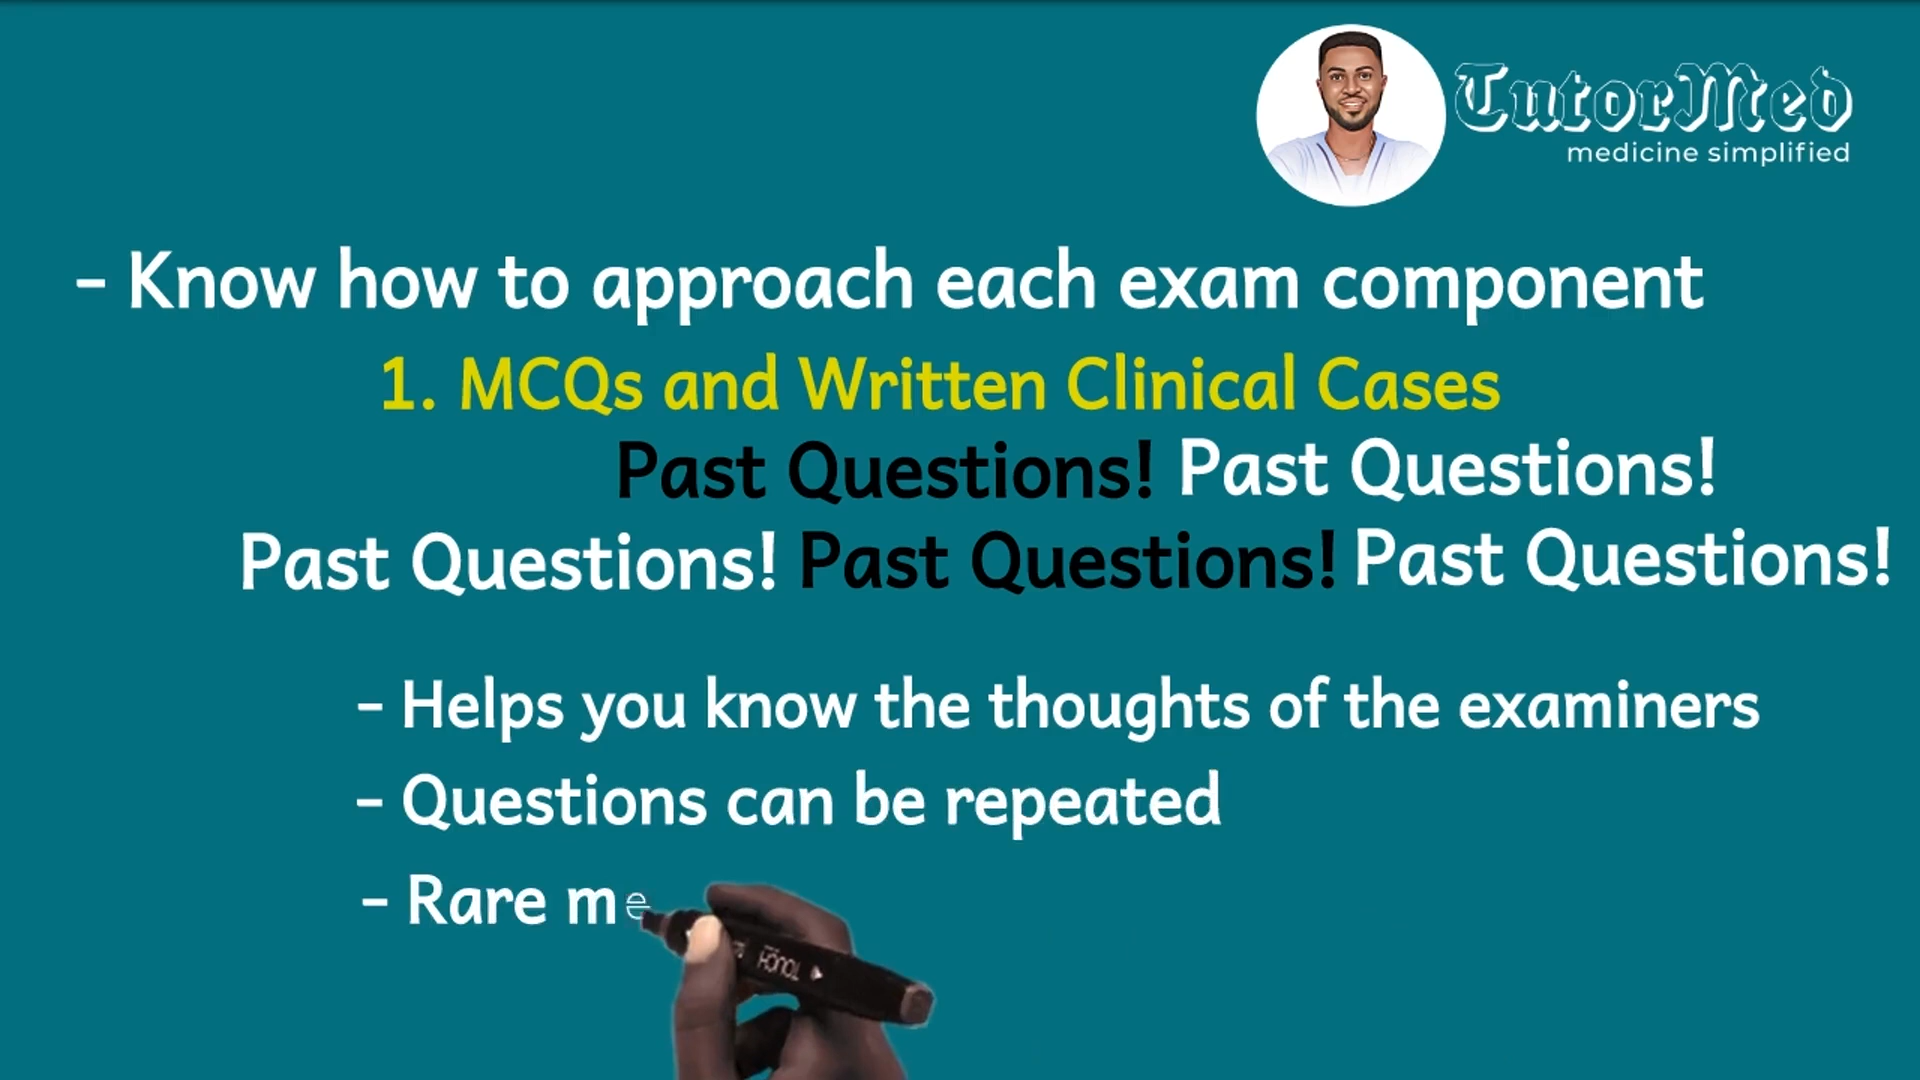 TutorMed
medicine simplified
- Know how to approach each exam component
1. MCQs and Written Clinical Cases
Past Questions! Past Questions!
Past Questions! Past Questions! Past Questions!
- Helps you know the thoughts of the examiners
- Questions can be repeated
- Rare me
TOUCH